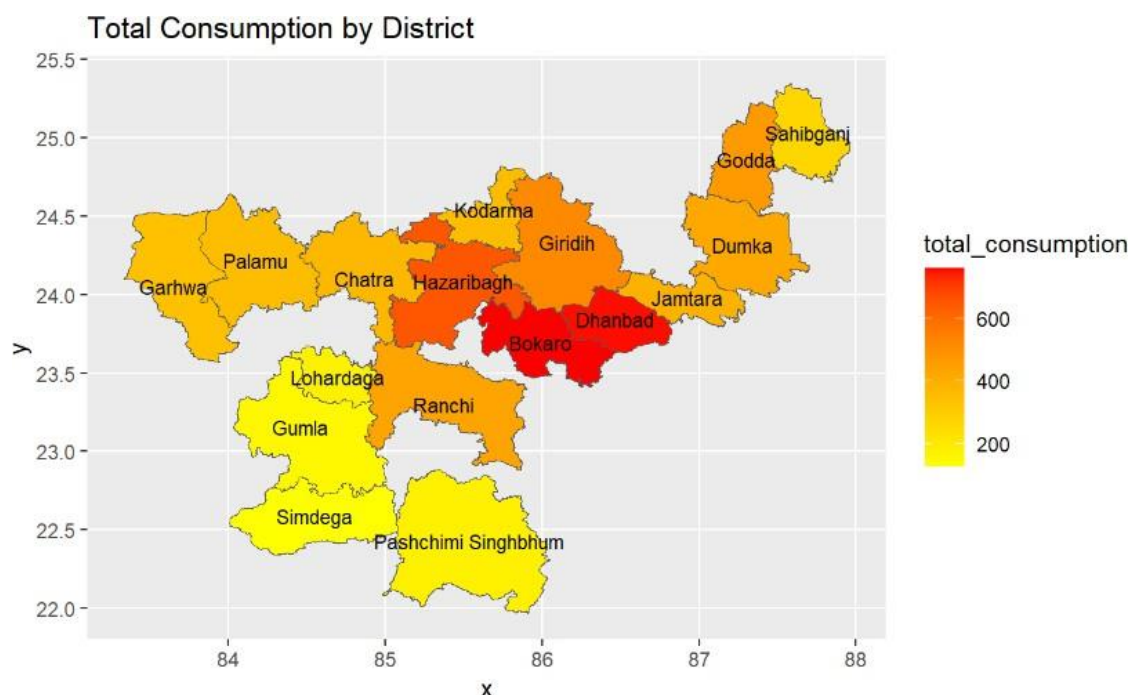 Total Consumption by District
25.5
25.0
24.5
24.0
23.5
23.0
22.5
22.0
y
Sahibganj
Godda
Kodarma
Giridih
Dumka
Palamu
Chatra
Hazaribagh
Garhwa
Jamtara
Dhanbad
Bokaro
Lohardaga
Ranchi
Gumla
Simdega
Pashchimi Singhbhum
84
85
86
87
88
x
total_consumption
600
400
200